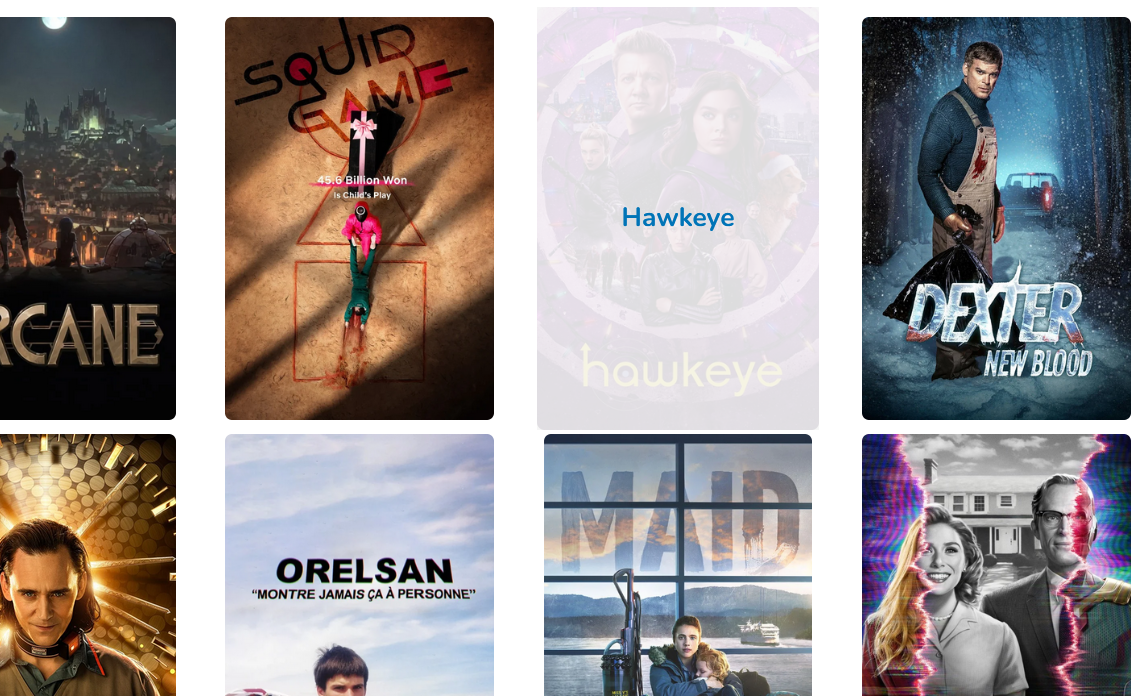 RCANE
SQUID
GAME
45.6 Billion Won
Is Child's Play
Hawkeye
hawkeye
DEXTER
NEW BLOOD
ORELSAN
“MONTRE JAMAIS ÇA À PERSONNE”
MAID